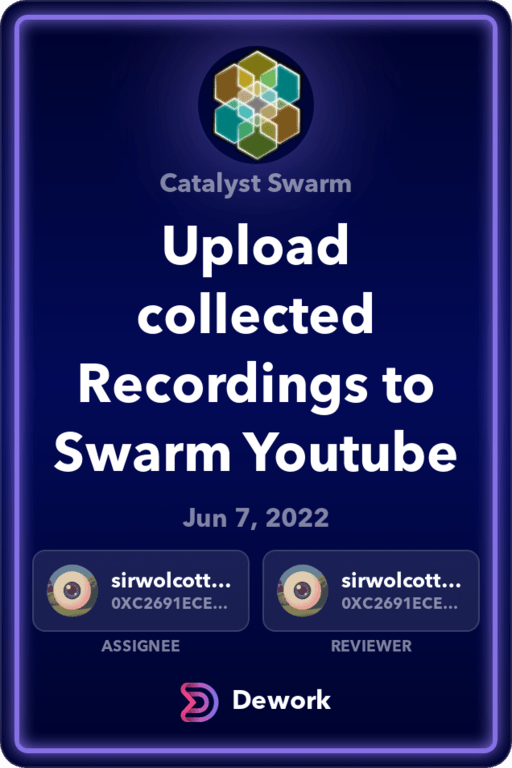 Catalyst Swarm
Upload
collected
Recordings to
Swarm Youtube
Jun 7, 2022
sirwolcott...
0XC2691ECE...
ASSIGNEE
sirwolcott...
0XC2691ECE...
REVIEWER
Dework